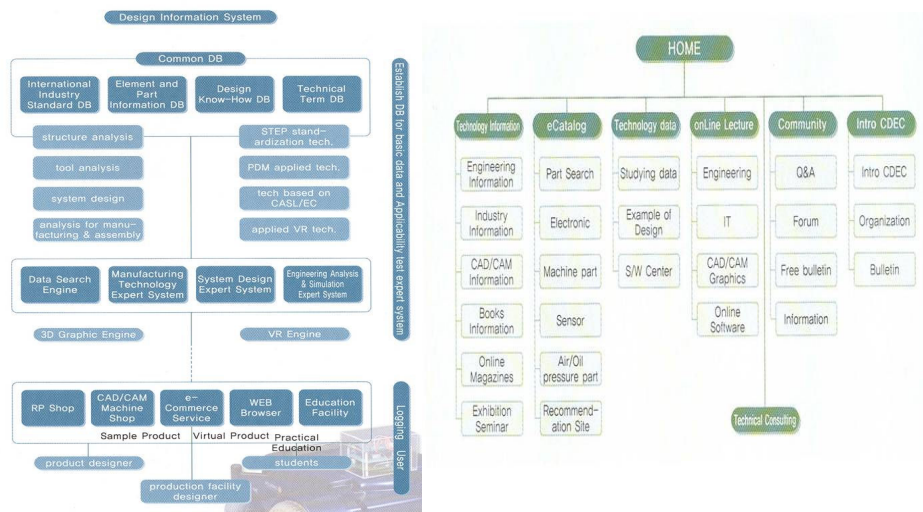 Design Information System
Common DB
International
Industry
Standard DB
Element and
Part
Information DB
Design
Know-How DB
Technical
Term DB
structure analysis
STEP stand-
ardization tech.
tool analysis
PDM applied tech.
system design
tech based on
CASL/EC
analysis for manu-
facturing & assembly
applied VR tech.
Data Search
Engine
Manufacturing
Technology
Expert System
System Design
Expert System
Engineering Analysis
& Simulation
Expert System
3D Graphic Engine
VR Engine
Establish DB for basic data and Applicability test expert system
RP Shop
CAD/CAM
Machine
Shop
e-
Commerce
Service
WEB
Browser
Education
Facility
Sample Product
Virtual Product
Practical
Education
product designer
students
production facility
designer
Logging User
HOME
Technology Information
eCatalog
Technology data
onLine Lecture
Community
Intro CDEC
Engineering
Information
Industry
Information
CAD/CAM
Information
Books
Information
Online
Magazines
Exhibition
Seminar
Part Search
Electronic
Machine part
Sensor
Air/Oil
pressure part
Recommend-
ation Site
Studying data
Example of
Design
S/W Center
Engineering
IT
CAD/CAM
Graphics
Online
Software
Q&A
Forum
Free bulletin
Information
Intro CDEC
Organization
Bulletin
Technical Consulting